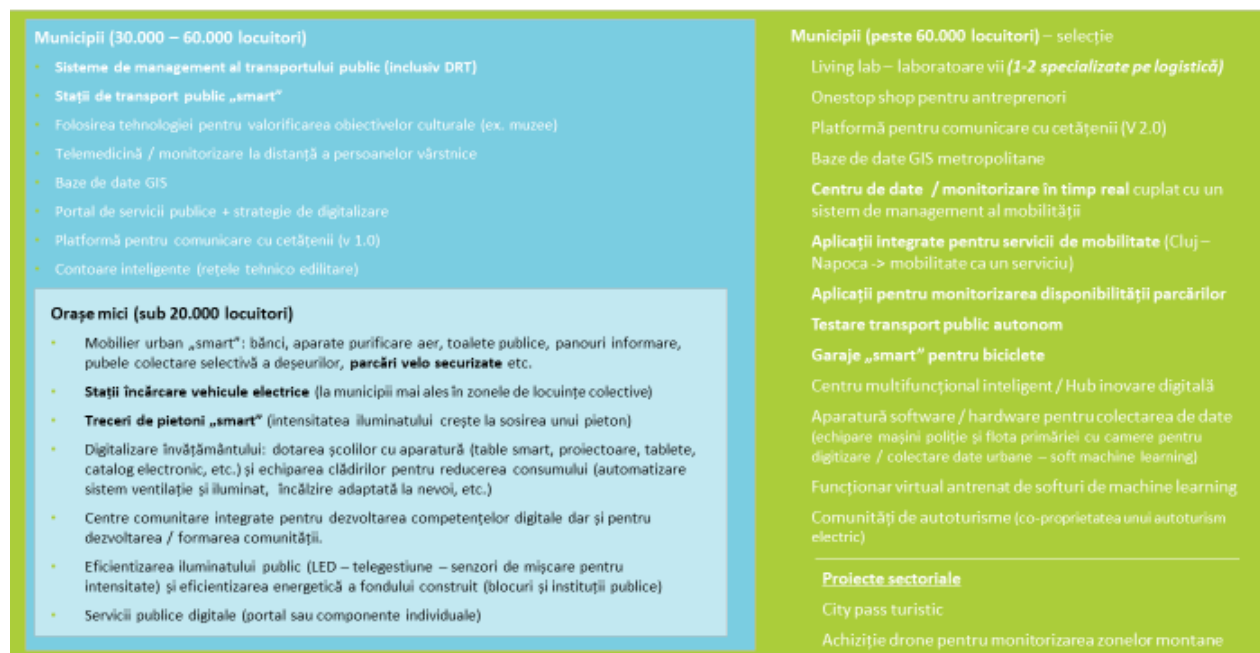 Municipii (30.000 – 60.000 locuitori)
Sisteme de management al transportului public (inclusiv DRT)
Stații de transport public „smart”
Folosirea tehnologiei pentru valorificarea obiectivelor culturale (ex. muzee)
Telemedicină / monitorizare la distanță a persoanelor vârstnice
Baze de date GIS
Portal de servicii publice + strategie de digitalizare
Platformă pentru comunicare cu cetățenii (v 1.0)
Contoare inteligente (rețele tehnico edilitare)
Orașe mici (sub 20.000 locuitori)
Mobilier urban „smart”: bănci, aparate purificare aer, toalete publice, panouri informare,
pubele colectare selectivă a deșeurilor, parcări velo securizate etc.
Stații încărcare vehicule electrice (la municipii mai ales în zonele de locuințe colective)
Treceri de pietoni „smart” (intensitatea iluminatului crește la sosirea unui pieton)
Digitalizare învățământului: dotarea școlilor cu aparatură (table smart, proiectoare, tablete,
catalog electronic, etc.) și echiparea clădirilor pentru reducerea consumului (automatizare
sistem ventilație și iluminat, încălzire adaptată la nevoi, etc.)
Centre comunitare integrate pentru dezvoltarea competențelor digitale dar și pentru
dezvoltarea / formarea comunității.
Eficientizarea iluminatului public (LED – telegestiune – senzori de mișcare pentru
intensitate) și eficientizarea energetică a fondului construit (blocuri și instituții publice)
Servicii publice digitale (portal sau componente individuale)
Municipii (peste 60.000 locuitori) – selecție
Living lab – laboratoare vii (1-2 specializate pe logistică)
Onestop shop pentru antreprenori
Platformă pentru comunicare cu cetățenii (V 2.0)
Baze de date GIS metropolitane
Centru de date / monitorizare în timp real cuplat cu un
sistem de management al mobilității
Aplicații integrate pentru servicii de mobilitate (Cluj –
Napoca -> mobilitate ca un serviciu)
Aplicații pentru monitorizarea disponibilității parcărilor
Testare transport public autonom
Garaje „smart” pentru biciclete
Centru multifuncțional inteligent / Hub inovare digitală
Aparatură software / hardware pentru colectarea de date
(echipare mașini poliție și flota primăriei cu camere pentru
digitizare / colectare date urbane – soft machine learning)
Funcționar virtual antrenat de softuri de machine learning
Comunități de autoturisme (co-proprietatea unui autoturism
electric)
Proiecte sectoriale
City pass turistic
Achiziție drone pentru monitorizarea zonelor montane